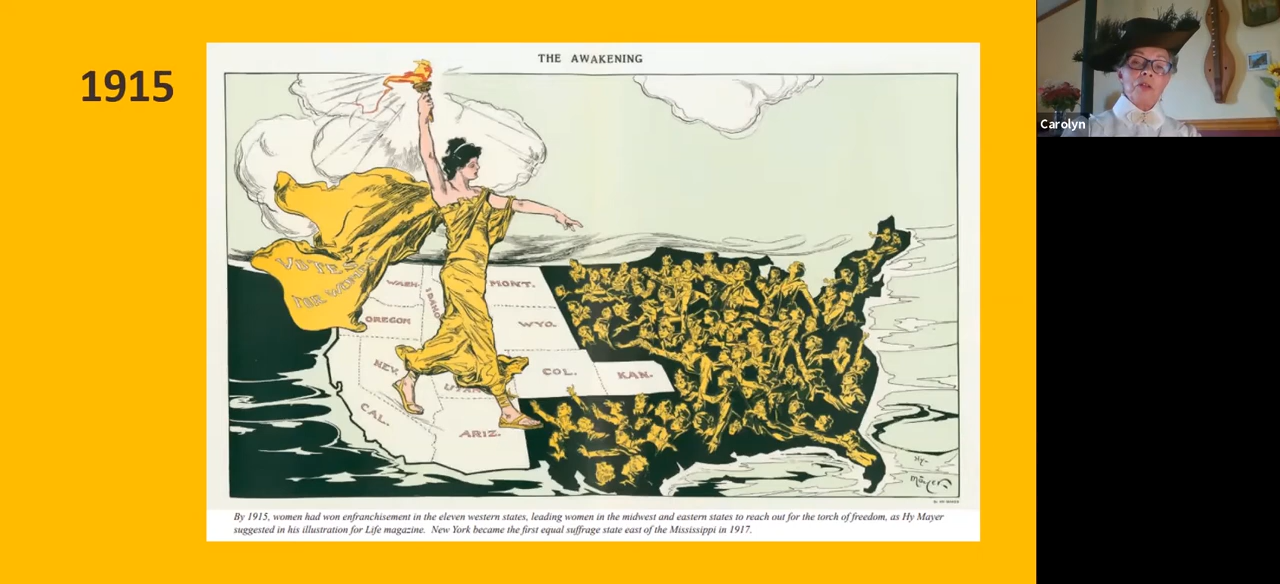 1915
THE AWAKENING
Carolyn
VOTES
FOR WOMEN
WASH.
IDAHO
MONT.
OREGON
WYO.
NEV.
UTAH
COL.
KAN.
CAL.
ARIZ.
Hy-
Mayer
By 1915, women had won enfranchisement in the eleven western states, leading women in the midwest and eastern states to reach out for the torch of freedom, as Hy Mayer
suggested in his illustration for Life magazine. New York became the first equal suffrage state east of the Mississippi in 1917.